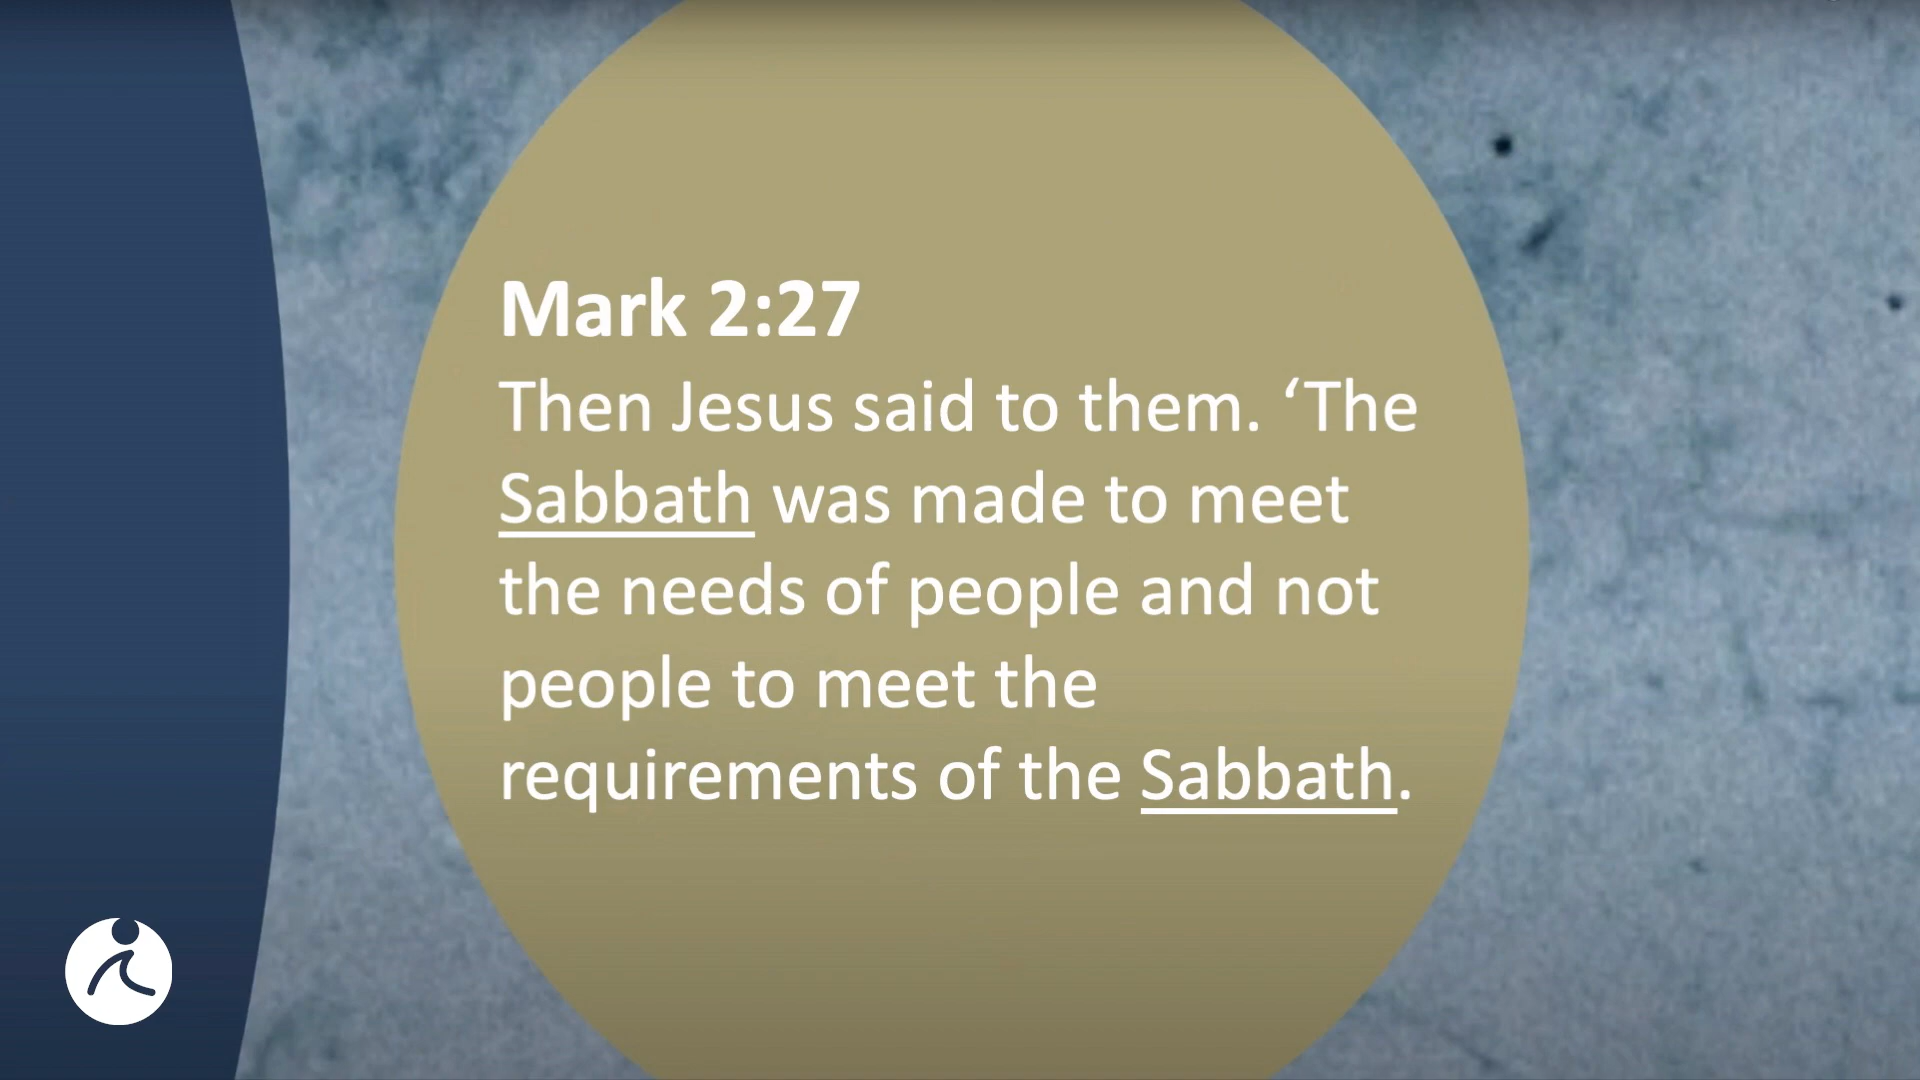 Mark 2:27
Then Jesus said to them. ‘The
Sabbath was made to meet
the needs of people and not
people to meet the
requirements of the Sabbath.